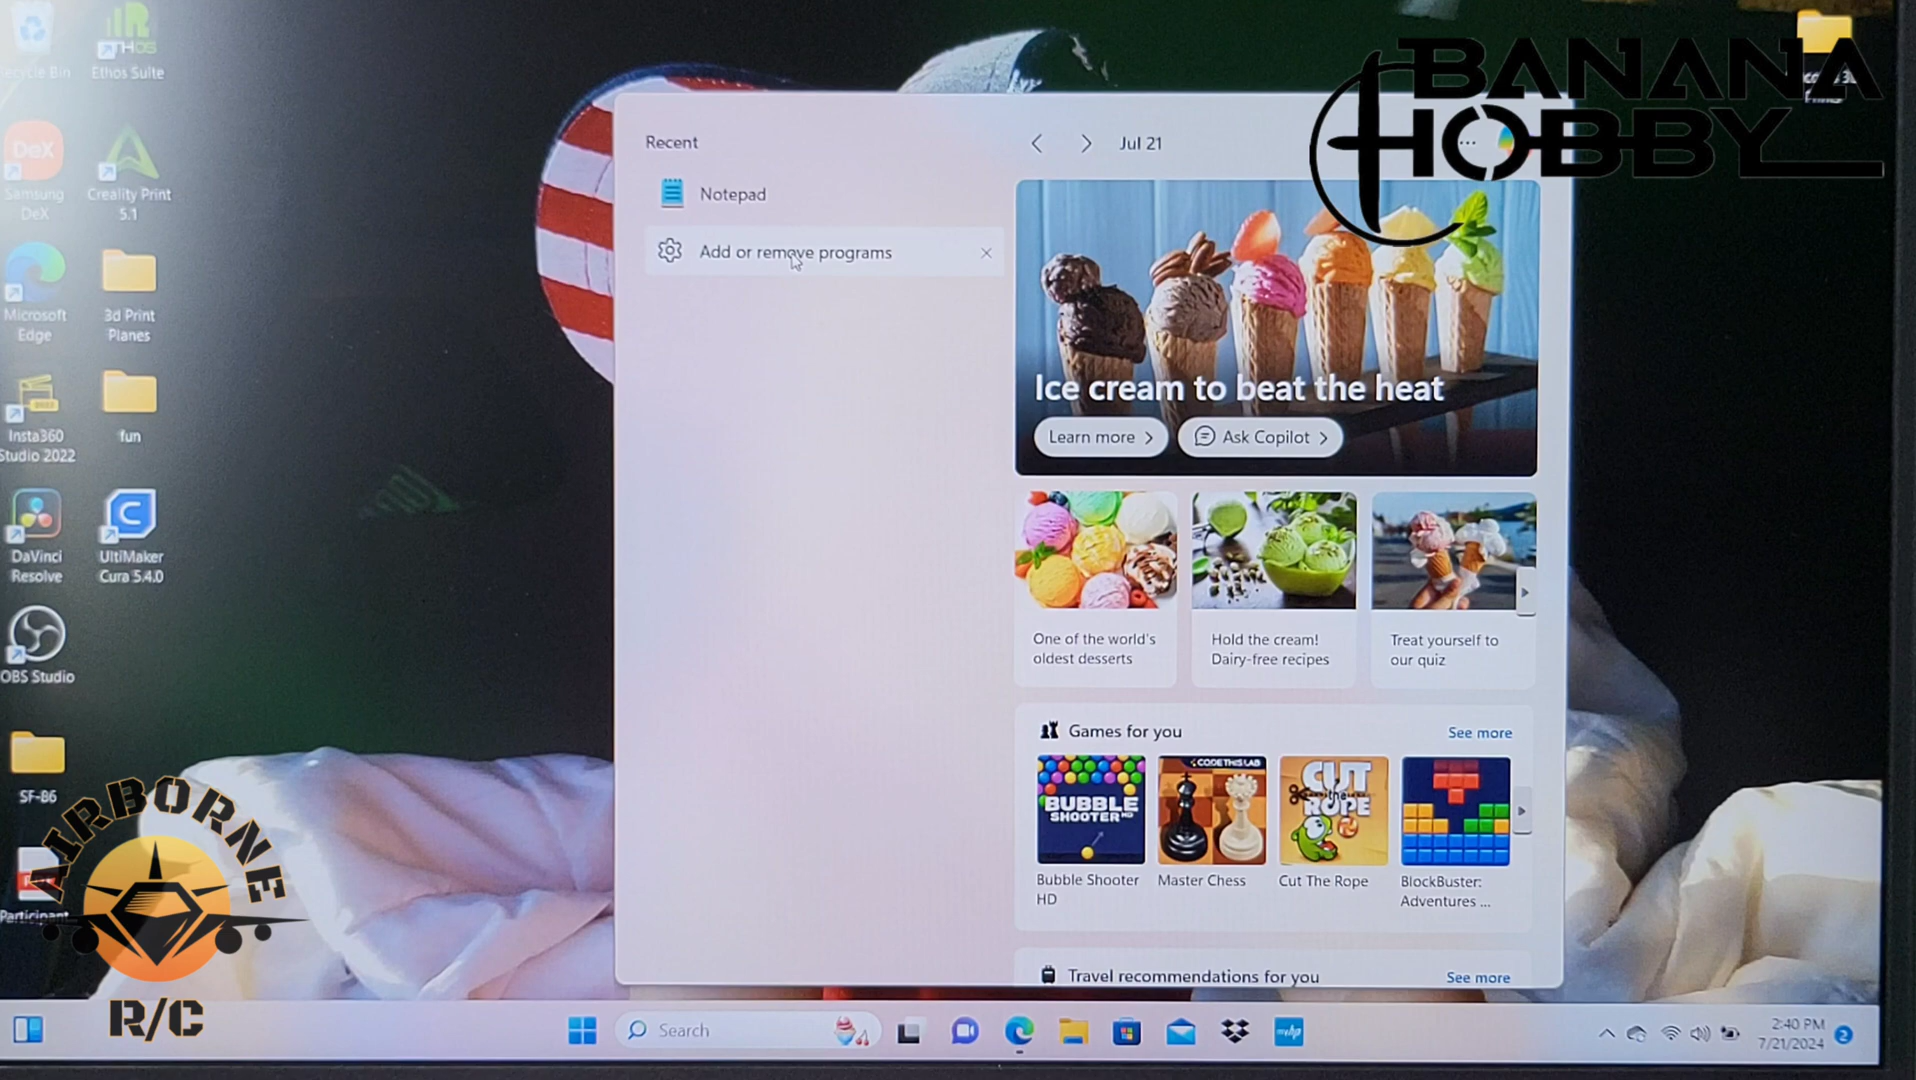 Recycle Bin
Ethos Suite
Samsung
DeX
Creality Print
5.1
Microsoft
Edge
3d Print
Planes
Insta360
Studio 2022
fun
DaVinci
Resolve
UltiMaker
Cura 5.4.0
OBS Studio
SF-B6
Participant
DeX
AIRBORNE
R/C
BANANA
HOBBY
Recent
Notepad
Add or remove programs
Jul 21
Ice cream to beat the heat
Learn more
Ask Copilot
One of the world's
oldest desserts
Hold the cream!
Dairy-free recipes
Treat yourself to
our quiz
Games for you
See more
BUBBLE
SHOOTER HD
CODETHISLAB
CUT
the
ROPE
Bubble Shooter
HD
Master Chess
Cut The Rope
BlockBuster:
Adventures ...
Travel recommendations for you
See more
Search
myHP
2:40 PM
7/21/2024
2